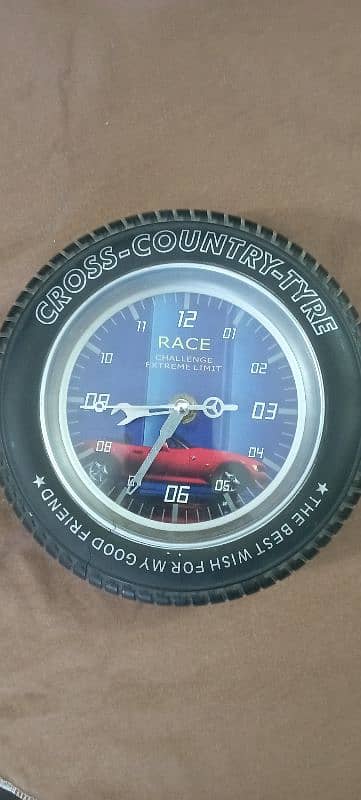 CROSS-COUNTRY-TYRE
12
11
01
RACE
CHALLENGE
EXTREME LIMIT
10
02
09
03
08
04
05
06
★ THE BEST WISH FOR MY GOOD FRIEND ★